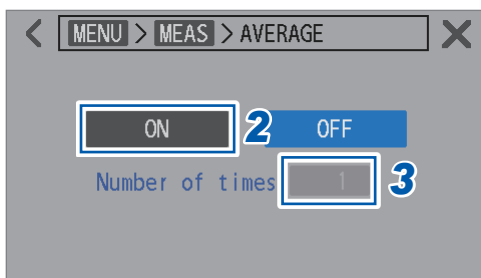 < MENU > MEAS > AVERAGE X
ON 2 OFF
Number of times 1 3